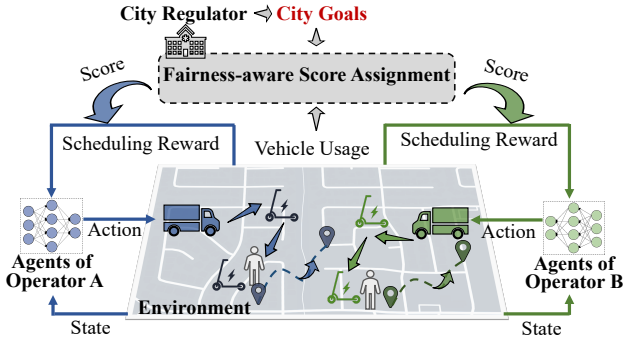 City Regulator
City Goals
Fairness-aware Score Assignment
Score
Score
Scheduling Reward
Vehicle Usage
Scheduling Reward
Action
Action
Agents of
Operator A
Agents of
Operator B
Environment
State
State